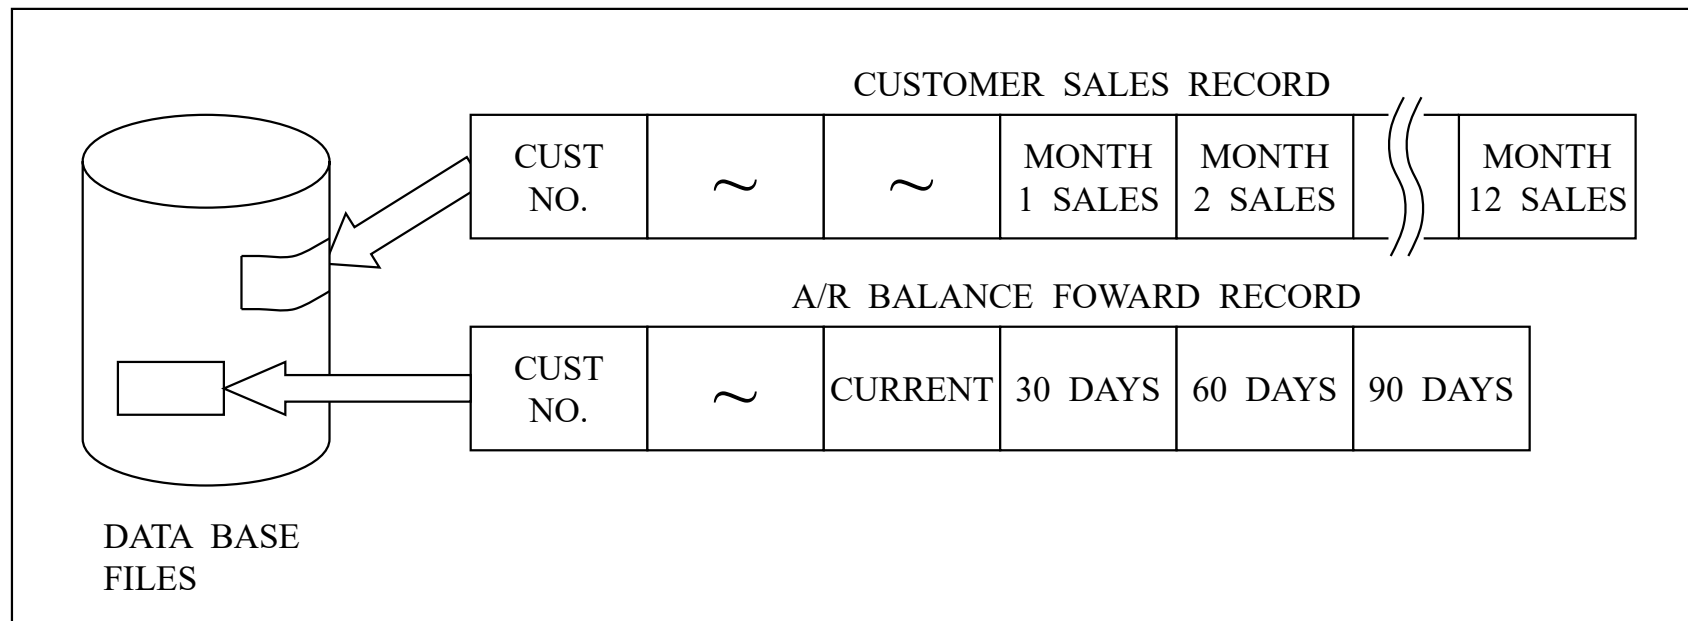 CUSTOMER SALES RECORD
CUST
NO.
~
~
MONTH
1 SALES
MONTH
2 SALES
MONTH
12 SALES
A/R BALANCE FOWARD RECORD
CUST
NO.
~
CURRENT
30 DAYS
60 DAYS
90 DAYS
DATA BASE
FILES